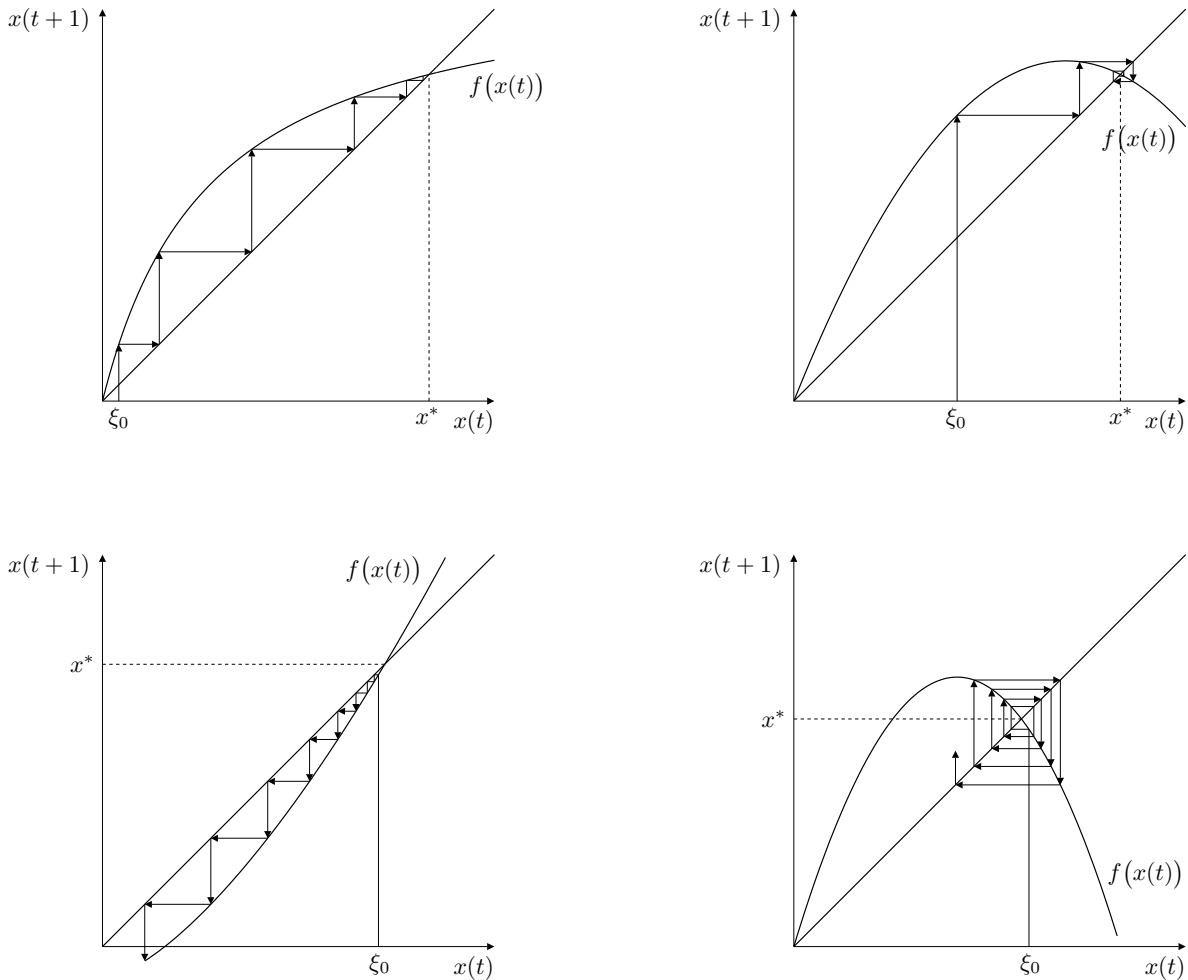 x(t + 1)
f(x(t))
ξ₀
x*
x(t)
x(t + 1)
f(x(t))
ξ₀
x*
x(t)
x(t + 1)
f(x(t))
x*
ξ₀
x(t)
x(t + 1)
x*
f(x(t))
ξ₀
x(t)